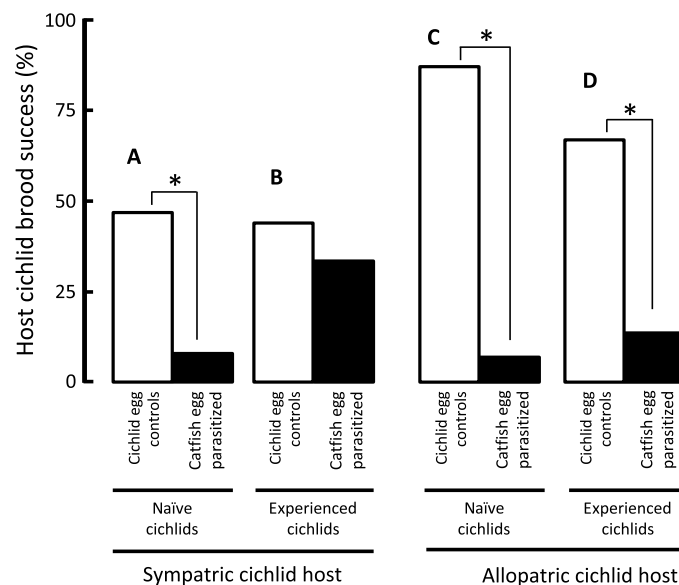 100
75
50
25
0
Host cichlid brood success (%)
A
*
B
C
*
D
*
Cichlid egg
controls
Catfish egg
parasitized
Cichlid egg
controls
Catfish egg
parasitized
Cichlid egg
controls
Catfish egg
parasitized
Cichlid egg
controls
Catfish egg
parasitized
Naïve
cichlids
Experienced
cichlids
Naïve
cichlids
Experienced
cichlids
Sympatric cichlid host
Allopatric cichlid host